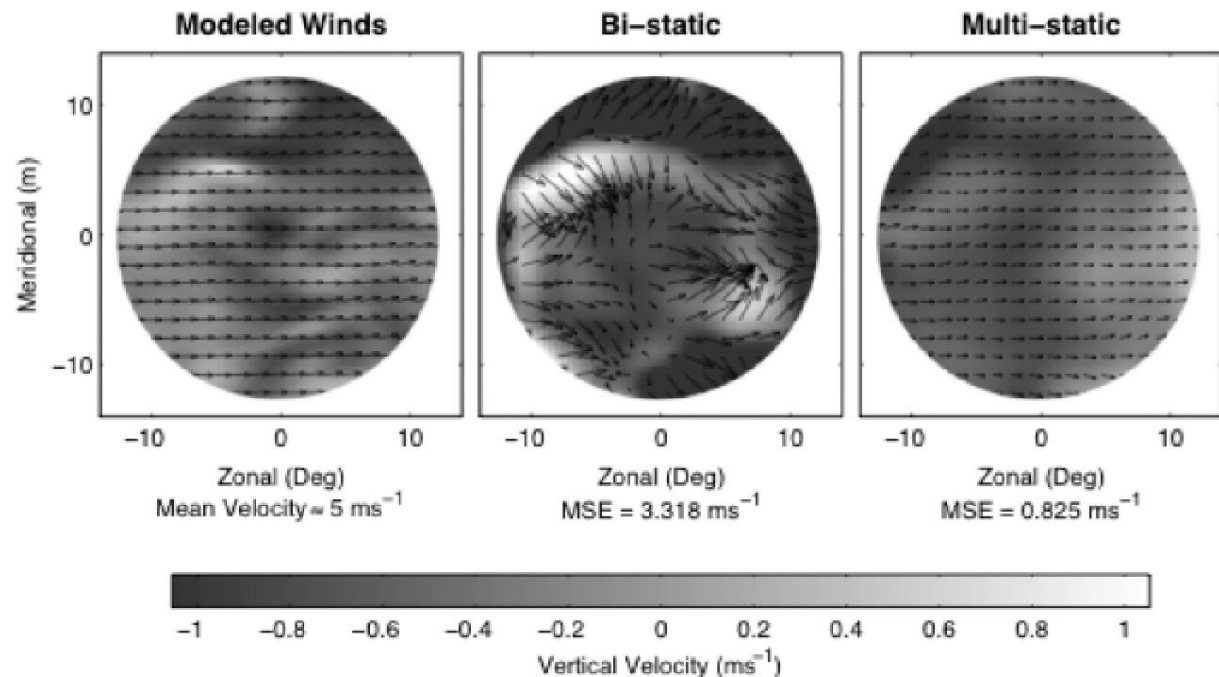 Modeled Winds Bi-static Multi-static
10
0
-10
Meridional (m)
-10 0 10 -10 0 10 -10 0 10
Zonal (Deg) Zonal (Deg) Zonal (Deg)
Mean Velocity ≈ 5 ms⁻¹ MSE = 3.318 ms⁻¹ MSE = 0.825 ms⁻¹
-1 -0.8 -0.6 -0.4 -0.2 0 0.2 0.4 0.6 0.8 1
Vertical Velocity (ms⁻¹)